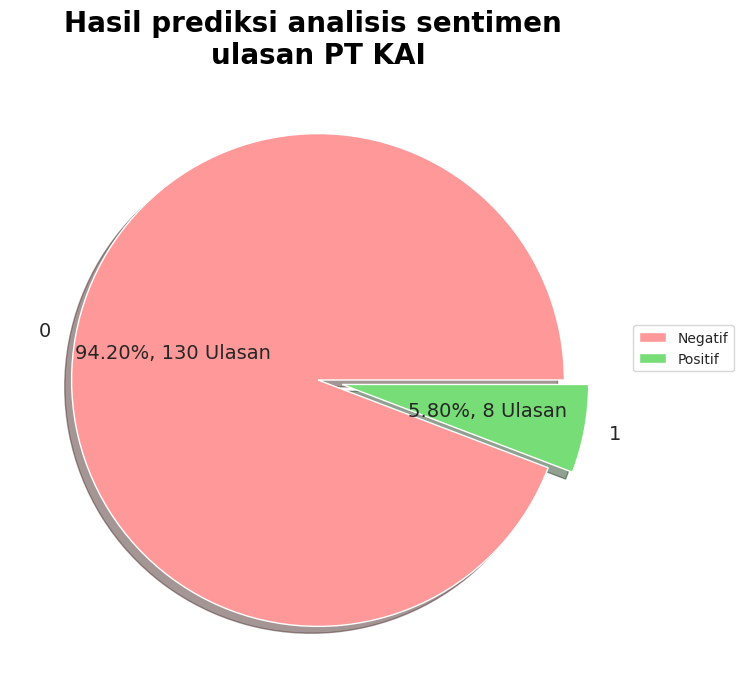 Hasil prediksi analisis sentimen
ulasan PT KAI
0
94.20%, 130 Ulasan
Negatif
Positif
5.80%, 8 Ulasan
1